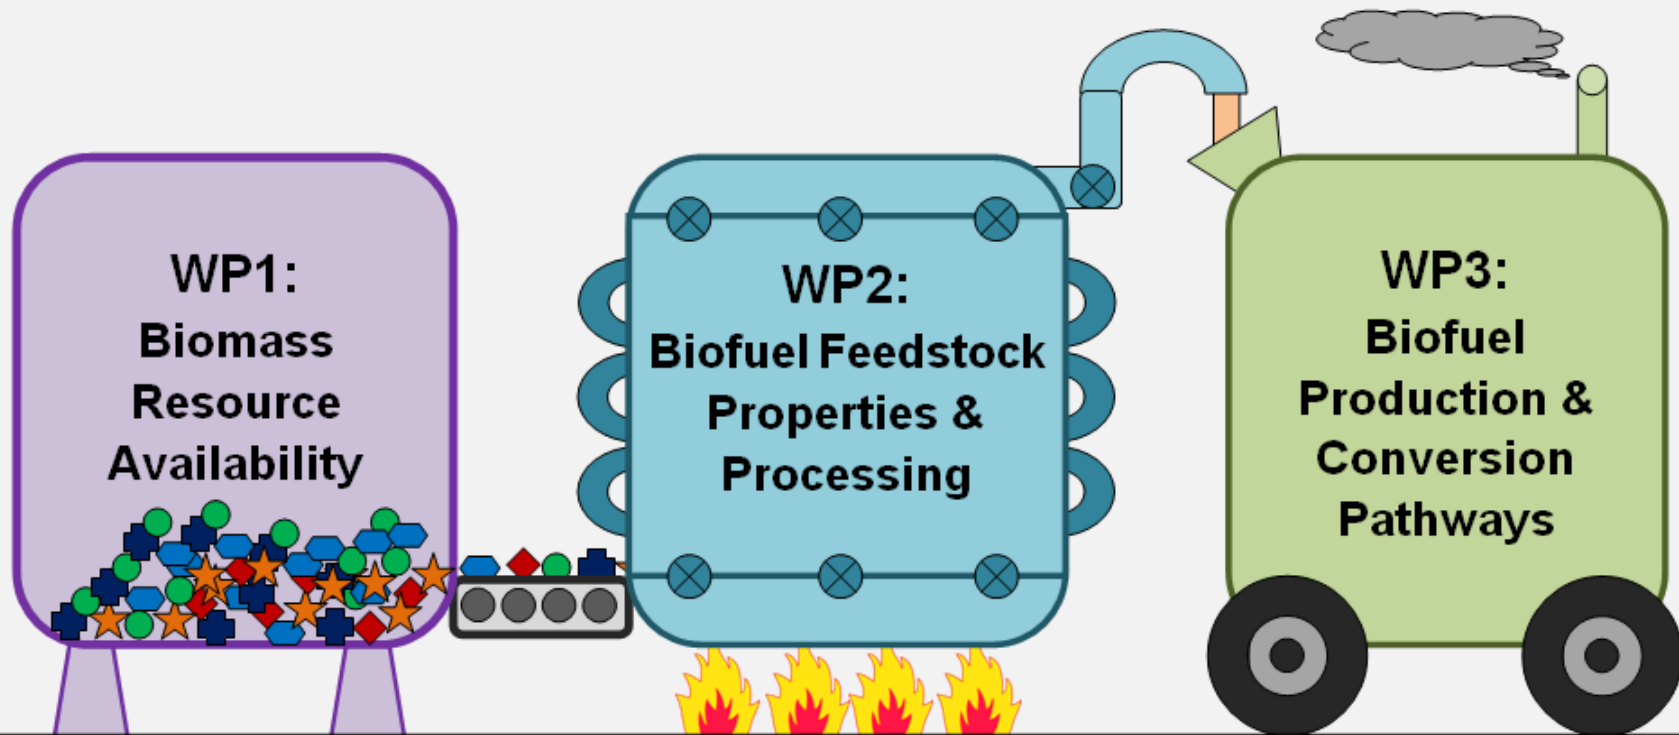 WP1:
Biomass
Resource
Availability
WP2:
Biofuel Feedstock
Properties &
Processing
WP3:
Biofuel
Production &
Conversion
Pathways